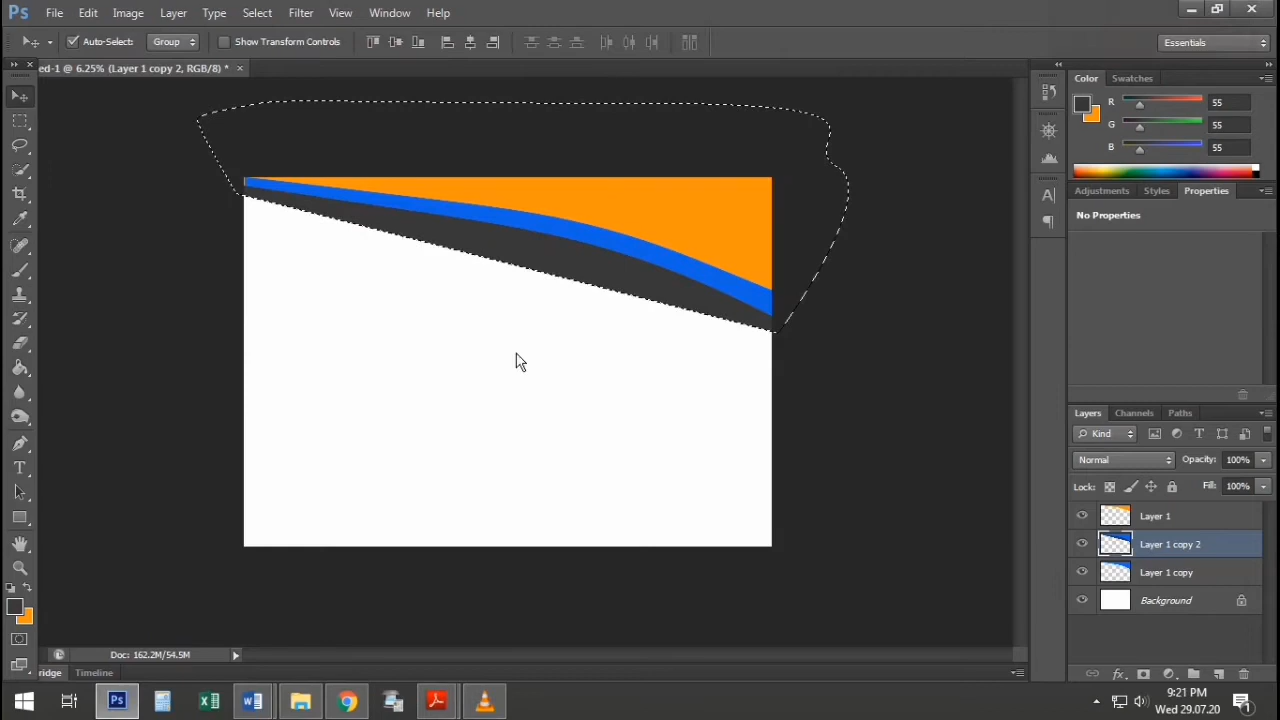 Ps File Edit Image Layer Type Select Filter View Window Help
Auto-Select: Group Show Transform Controls Essentials
ed-1 @ 6.25% (Layer 1 copy 2, RGB/8) * ×
Color Swatches
R 55
G 55
B 55
Adjustments Styles Properties
No Properties
Layers Channels Paths
Kind
Normal Opacity: 100%
Lock: Fill: 100%
Layer 1
Layer 1 copy 2
Layer 1 copy
Background
Doc: 162.2M/54.5M
ridge Timeline
9:21 PM
Wed 29.07.20